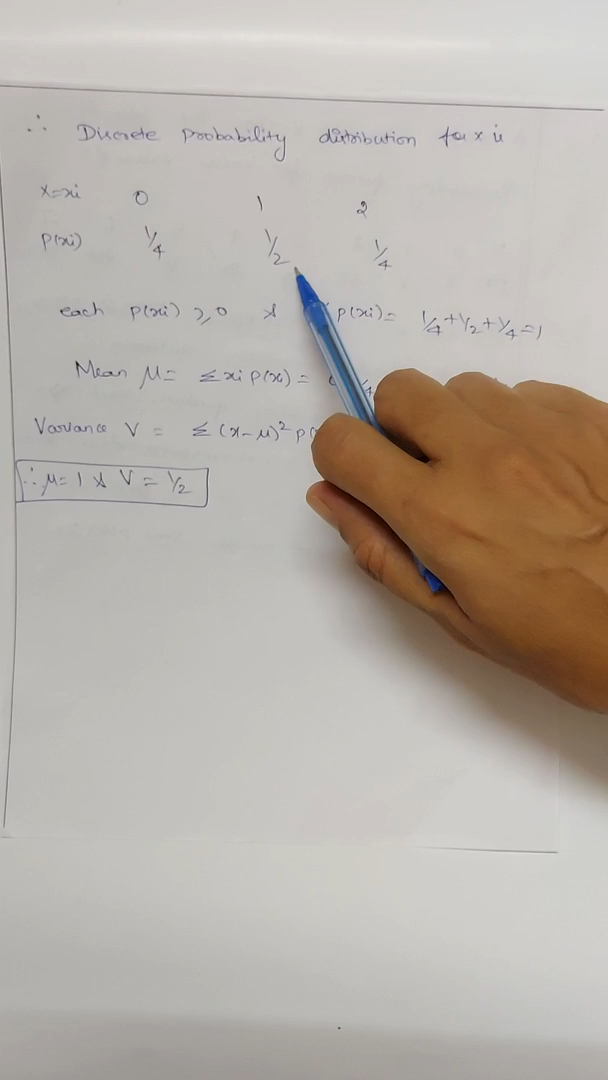 ∴ Discrete probability distribution for x is
X=xi 0 1 2
P(xi) 1/4 1/2 1/4
each P(xi) ≥ 0 & P(xi) = 1/4 + 1/2 + 1/4 = 1
Mean μ = Σ xi P(xi) =
Variance V = Σ (x-μ)² P(
∴ μ = 1 & V = 1/2